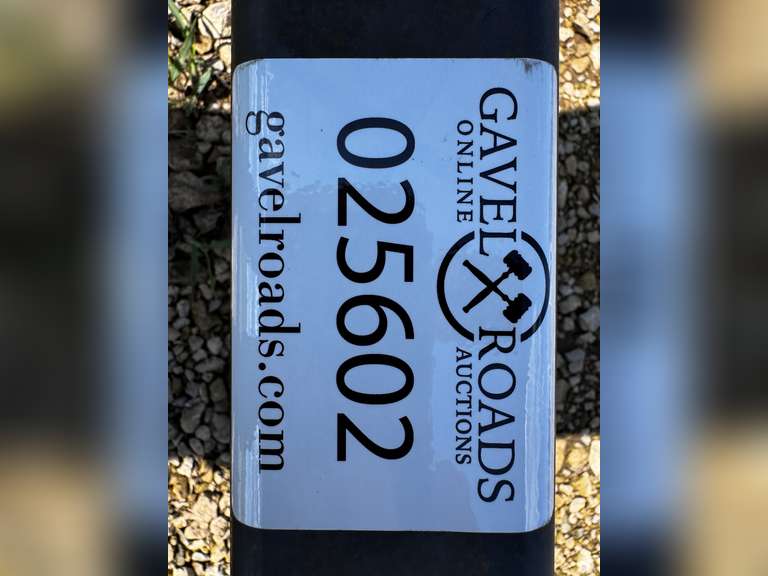 GAVEL ROADS
ONLINE AUCTIONS
025602
gavelroads.com